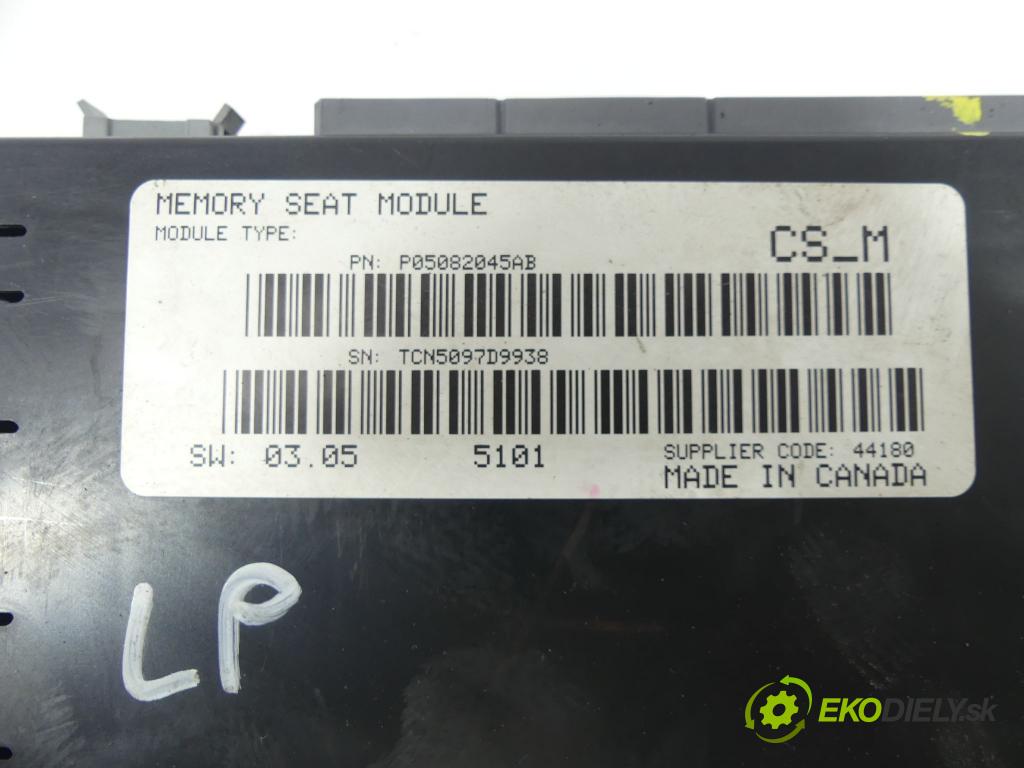 MEMORY SEAT MODULE
MODULE TYPE:
CS_M
PN: P05082045AB
SN: TCN5097D9938
SW: 03.05 5101 SUPPLIER CODE: 44180
MADE IN CANADA
LP
EKODIELY.sk